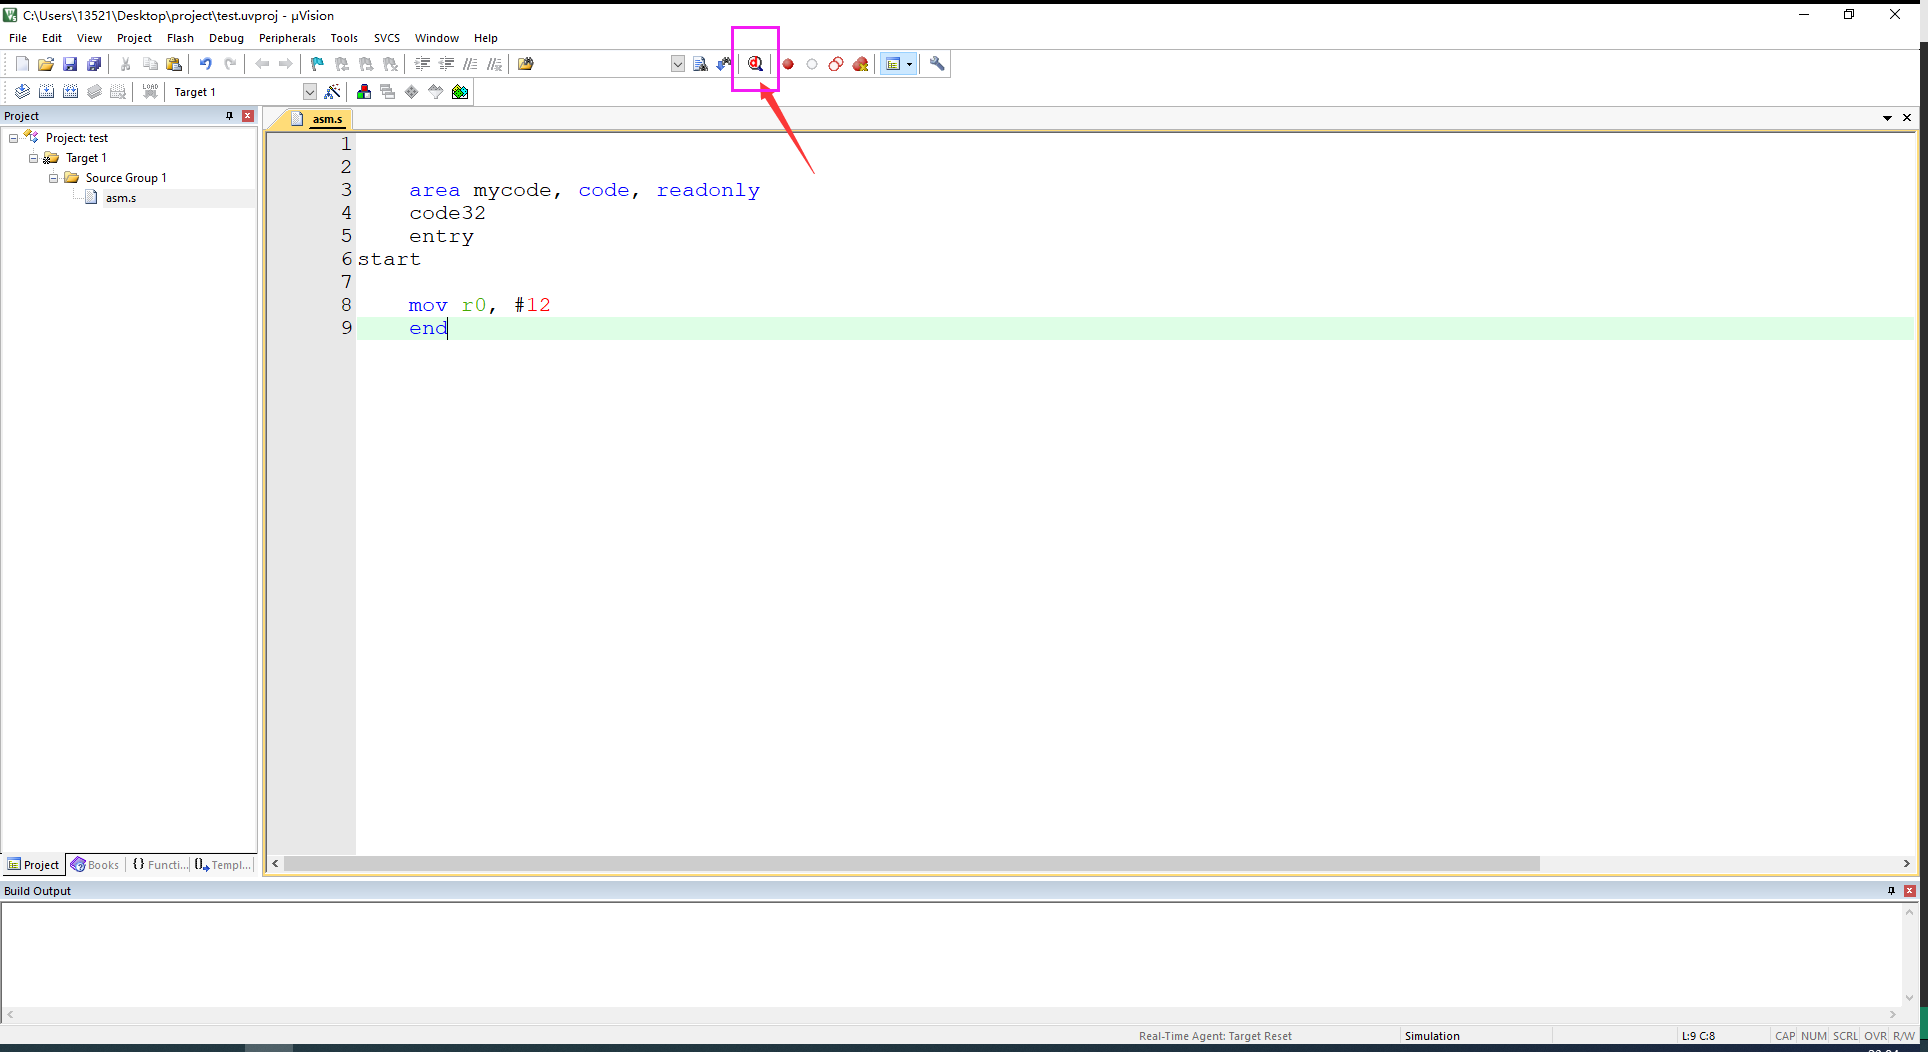 C:\Users\13521\Desktop\project\test.uvproj - µVision
File Edit View Project Flash Debug Peripherals Tools SVCS Window Help
LOAD Target 1
Project
asm.s
Project: test
Target 1
Source Group 1
asm.s
1
2
3 area mycode, code, readonly
4 code32
5 entry
6 start
7
8 mov r0, #12
9 end
Project Books {} Functi... Templ...
Build Output
Real-Time Agent: Target Reset Simulation L:9 C:8 CAP NUM SCRL OVR R/W